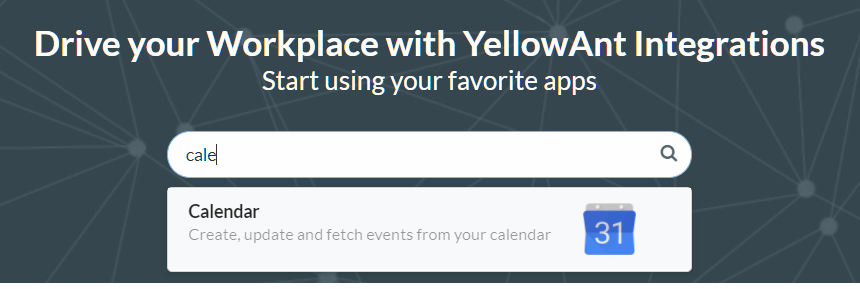 Drive your Workplace with YellowAnt Integrations
Start using your favorite apps
cale
Calendar
Create, update and fetch events from your calendar
31